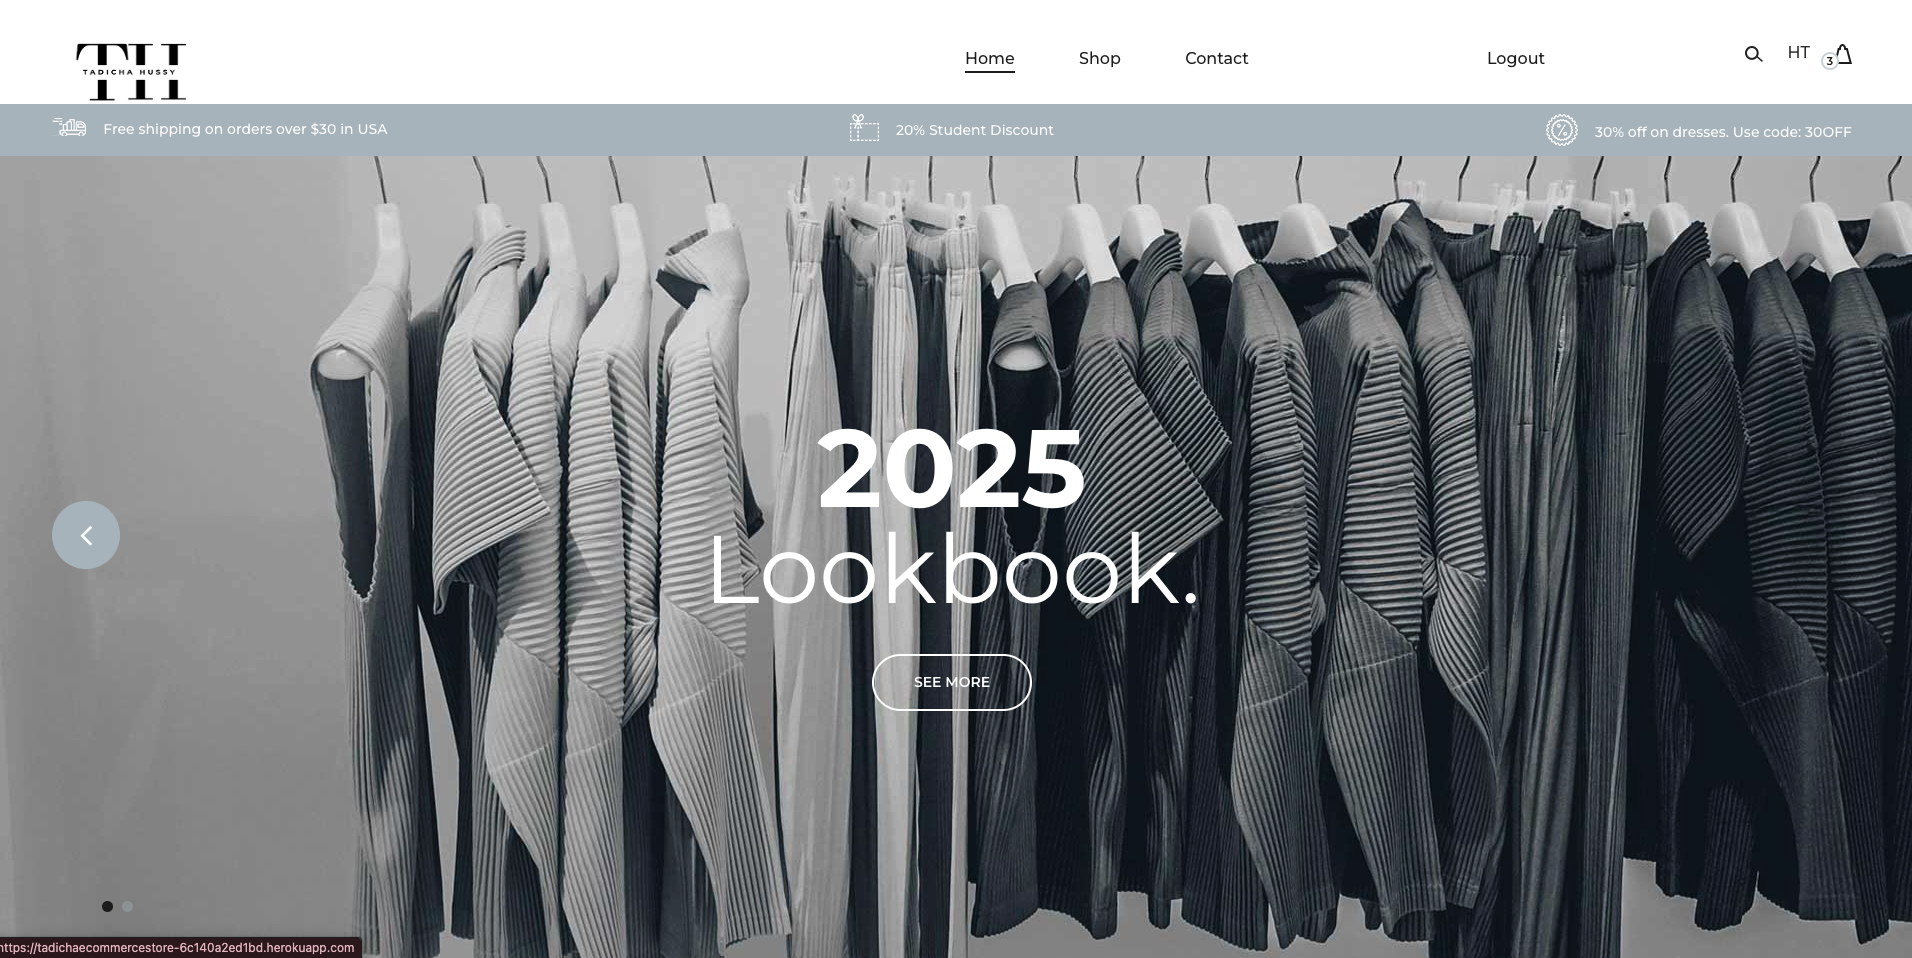 TH
TADICHA HUSSY
Home
Shop
Contact
Logout
HT
3
Free shipping on orders over $30 in USA
20% Student Discount
30% off on dresses. Use code: 30OFF
2025
Lookbook.
SEE MORE
https://tadichaecommercestore-6c140a2ed1bd.herokuapp.com